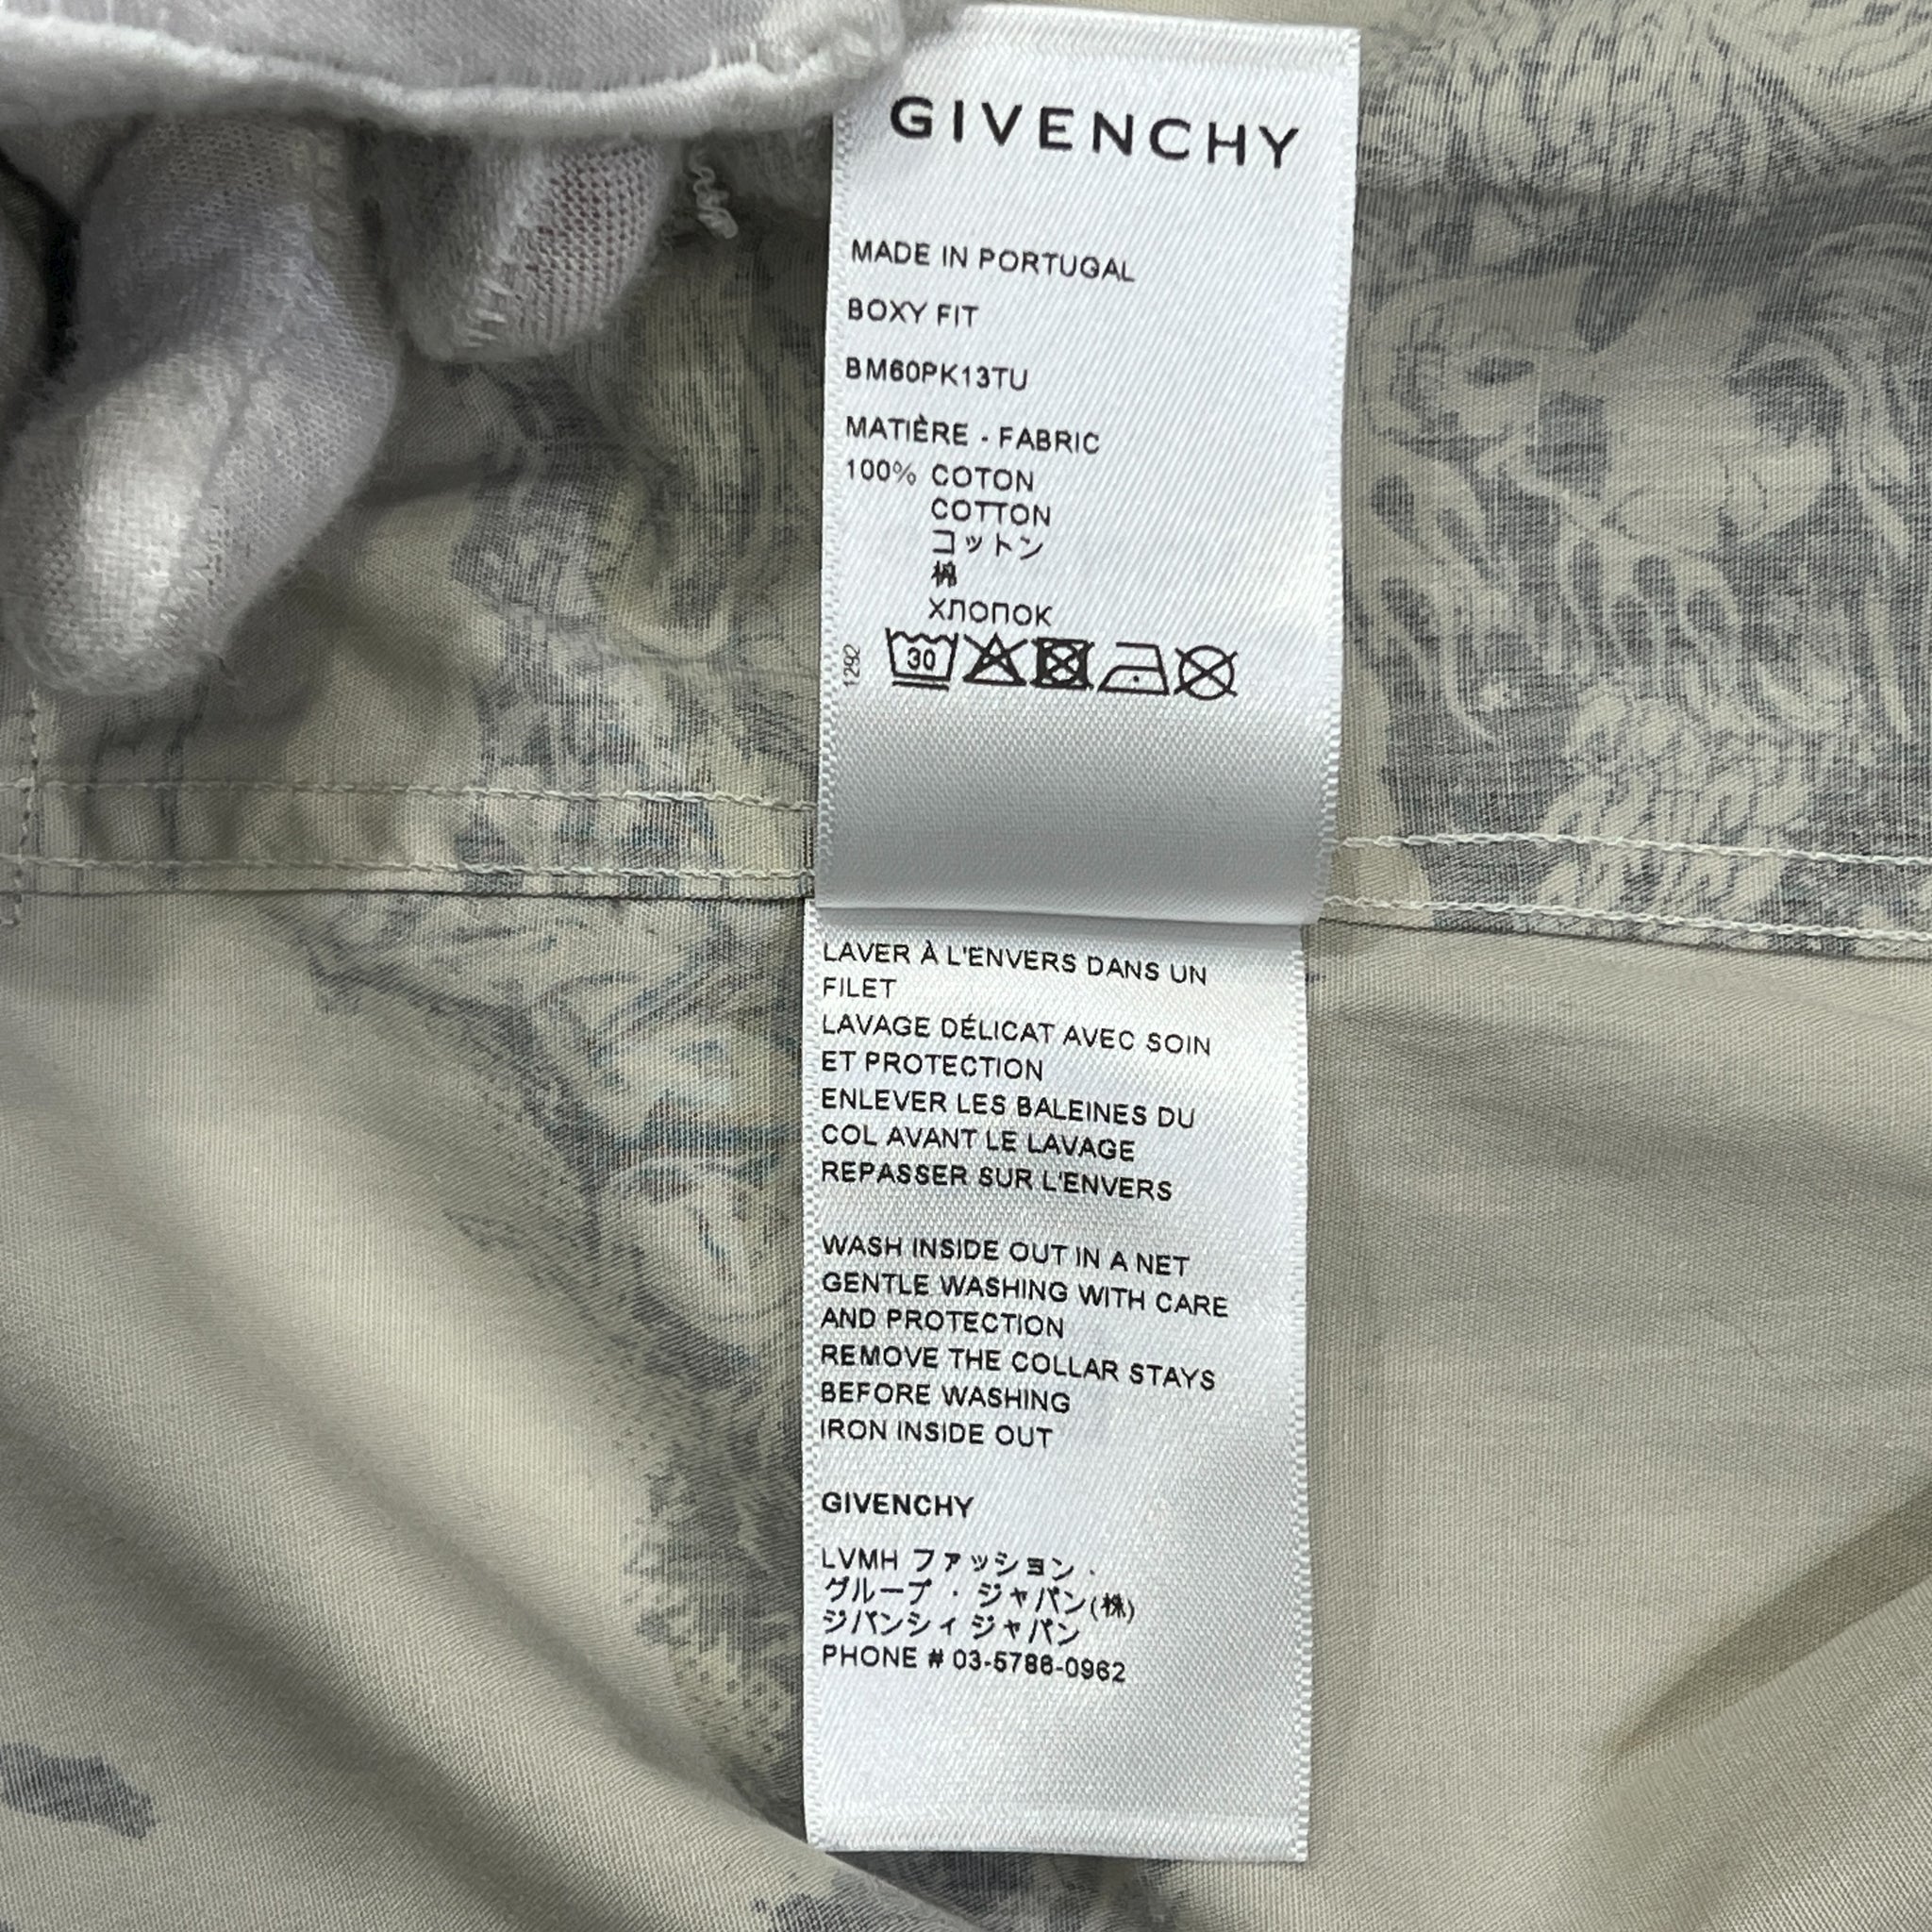 GIVENCHY
MADE IN PORTUGAL
BOXY FIT
BM60PK13TU
MATIÈRE - FABRIC
100% COTON
COTTON
コットン
棉
ХЛОПОК
1292
30
LAVER À L'ENVERS DANS UN
FILET
LAVAGE DÉLICAT AVEC SOIN
ET PROTECTION
ENLEVER LES BALEINES DU
COL AVANT LE LAVAGE
REPASSER SUR L'ENVERS
WASH INSIDE OUT IN A NET
GENTLE WASHING WITH CARE
AND PROTECTION
REMOVE THE COLLAR STAYS
BEFORE WASHING
IRON INSIDE OUT
GIVENCHY
LVMH ファッション ·
グループ · ジャパン(株)
ジバンシィ ジャパン
PHONE # 03-5786-0962